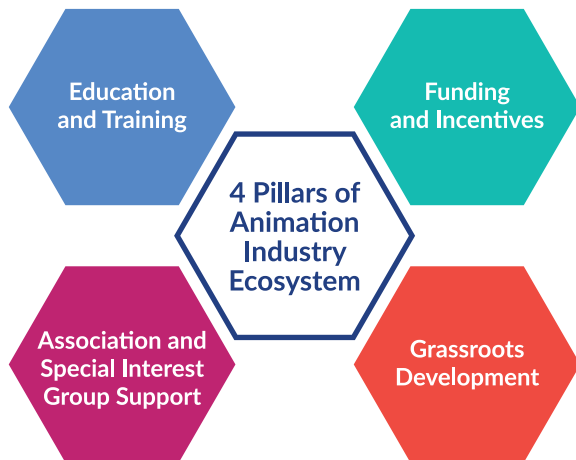 Education
and Training
Funding
and Incentives
4 Pillars of
Animation
Industry
Ecosystem
Association and
Special Interest
Group Support
Grassroots
Development